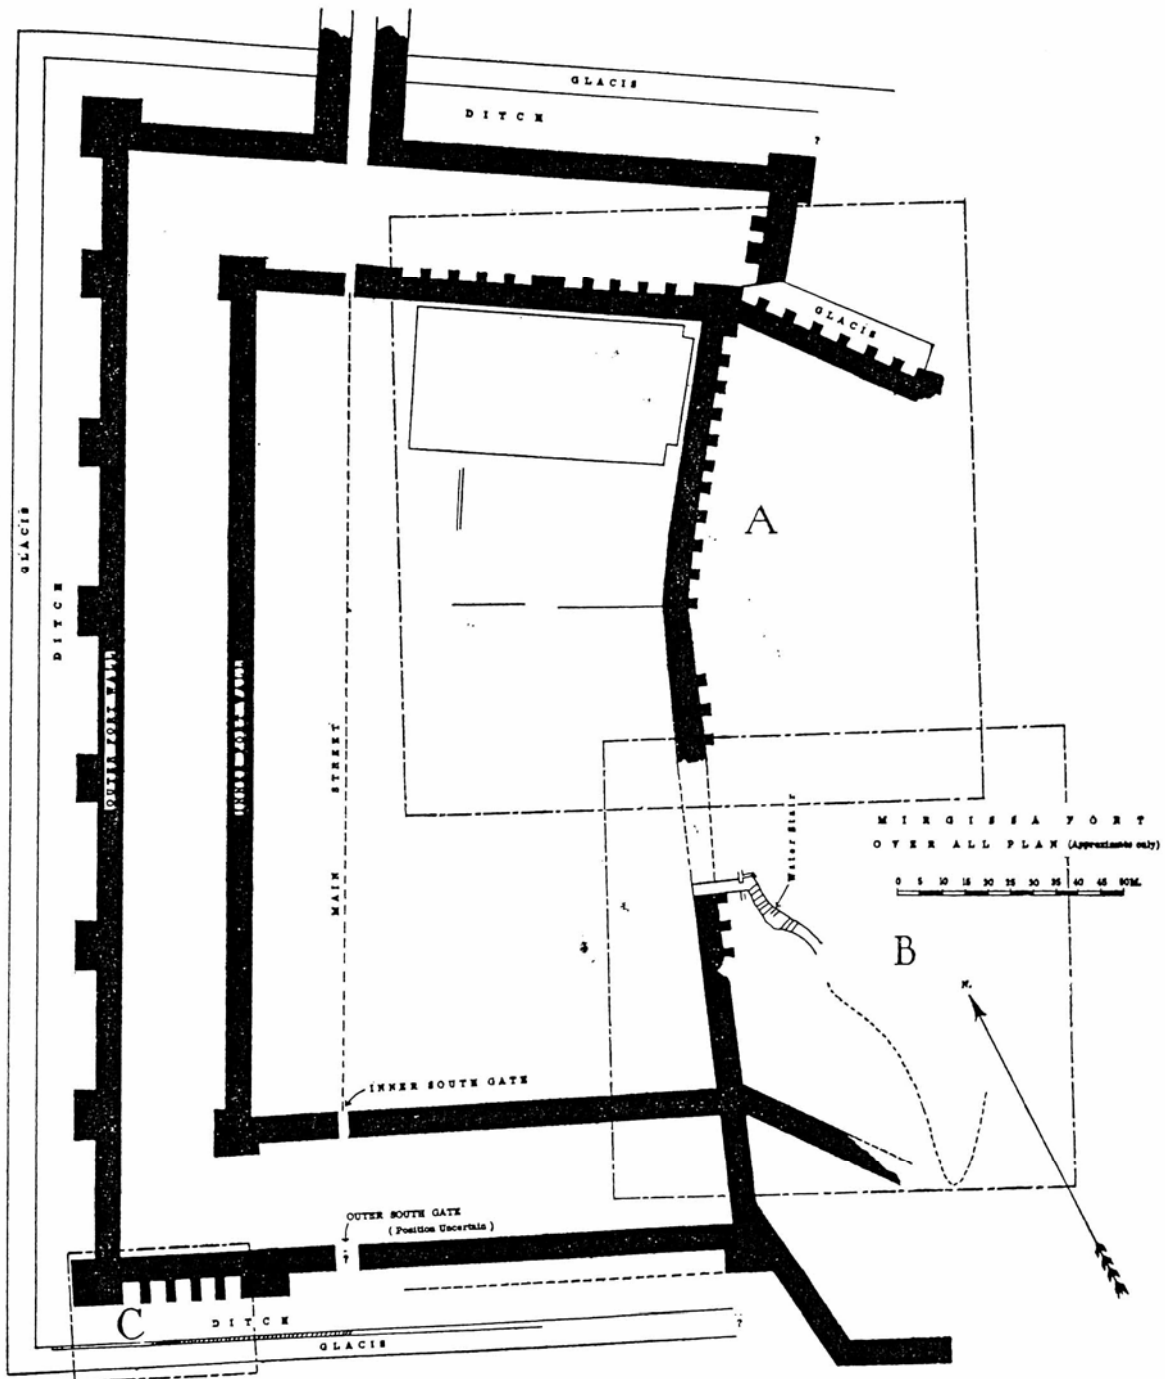 GLACIS
DITCH
?
GLACIS
A
GLACIS
DITCH
OUTER FORT WALL
INNER FORT WALL
MAIN STREET
Water Stair
MIRGISSA FORT
OVER ALL PLAN (Approximate only)
0 5 10 15 20 25 30 35 40 45 50M.
B
N.
INNER SOUTH GATE
OUTER SOUTH GATE
(Position Uncertain)
?
C
DITCH
GLACIS
?